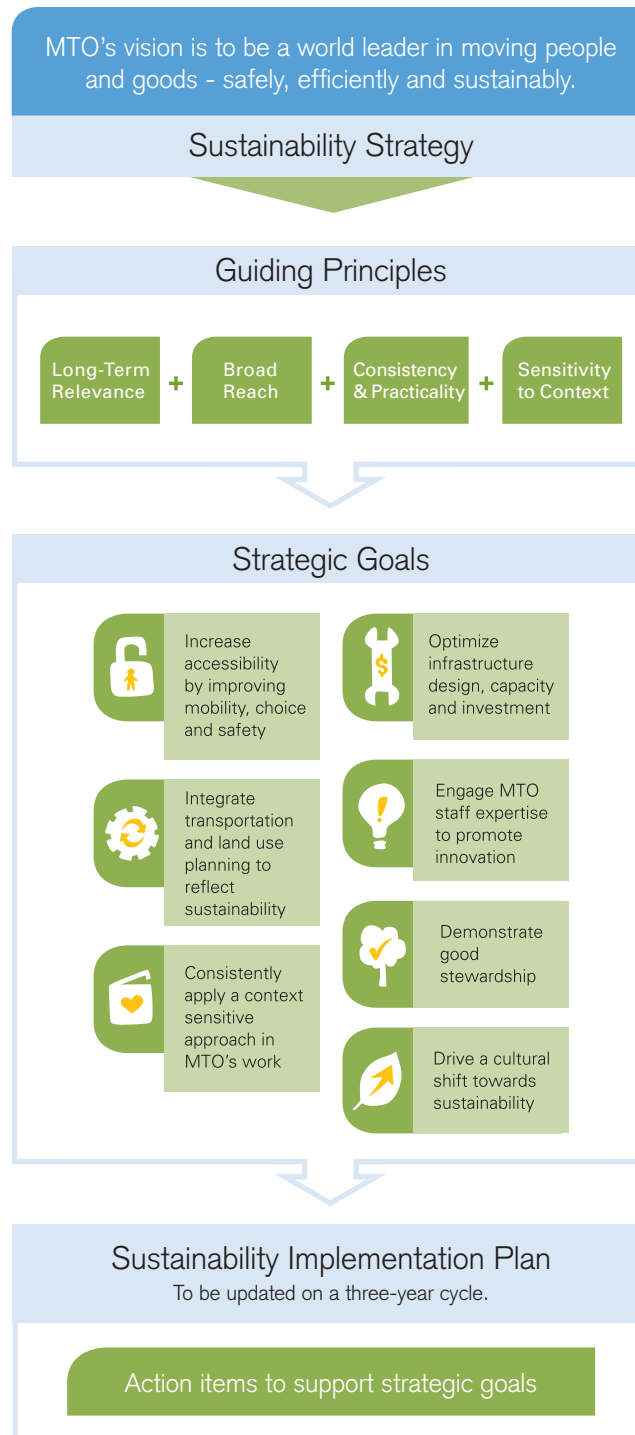 MTO's vision is to be a world leader in moving people
and goods - safely, efficiently and sustainably.
Sustainability Strategy
Guiding Principles
Long-Term
Relevance
+
Broad
Reach
+
Consistency
& Practicality
+
Sensitivity
to Context
Strategic Goals
Increase
accessibility
by improving
mobility, choice
and safety
Integrate
transportation
and land use
planning to
reflect
sustainability
Consistently
apply a context
sensitive
approach in
MTO's work
$
Optimize
infrastructure
design, capacity
and investment
!
Engage MTO
staff expertise
to promote
innovation
Demonstrate
good
stewardship
Drive a cultural
shift towards
sustainability
Sustainability Implementation Plan
To be updated on a three-year cycle.
Action items to support strategic goals